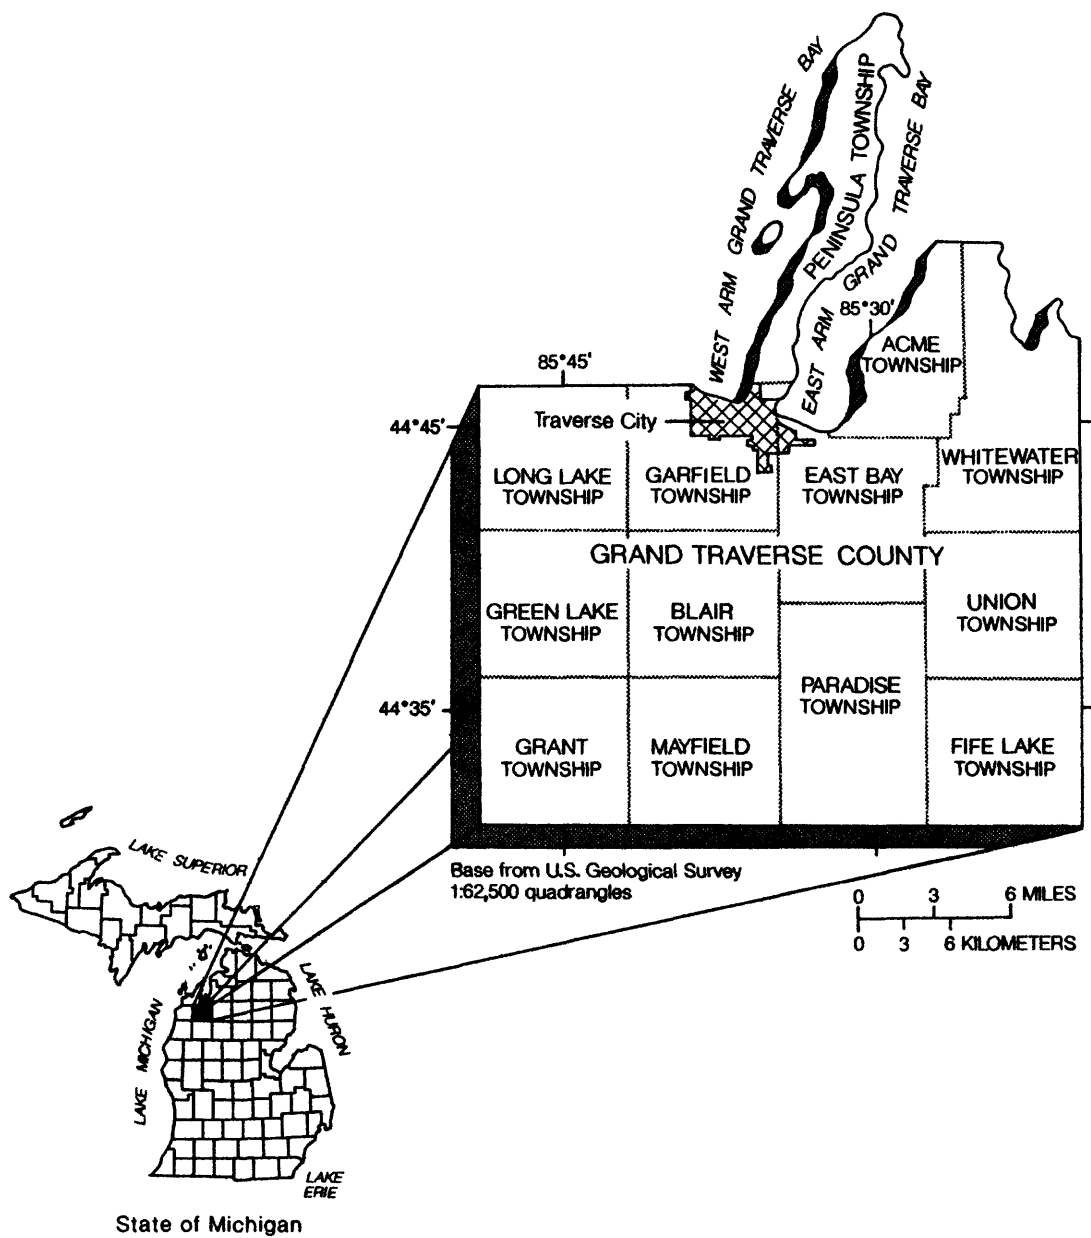 WEST ARM GRAND TRAVERSE BAY
PENINSULA TOWNSHIP
EAST ARM GRAND TRAVERSE BAY
85°30'
ACME
TOWNSHIP
85°45'
44°45'
Traverse City
LONG LAKE
TOWNSHIP
GARFIELD
TOWNSHIP
EAST BAY
TOWNSHIP
WHITEWATER
TOWNSHIP
GRAND TRAVERSE COUNTY
GREEN LAKE
TOWNSHIP
BLAIR
TOWNSHIP
UNION
TOWNSHIP
PARADISE
TOWNSHIP
44°35'
GRANT
TOWNSHIP
MAYFIELD
TOWNSHIP
FIFE LAKE
TOWNSHIP
Base from U.S. Geological Survey
1:62,500 quadrangles
0 3 6 MILES
0 3 6 KILOMETERS
LAKE SUPERIOR
LAKE MICHIGAN
LAKE HURON
LAKE
ERIE
State of Michigan